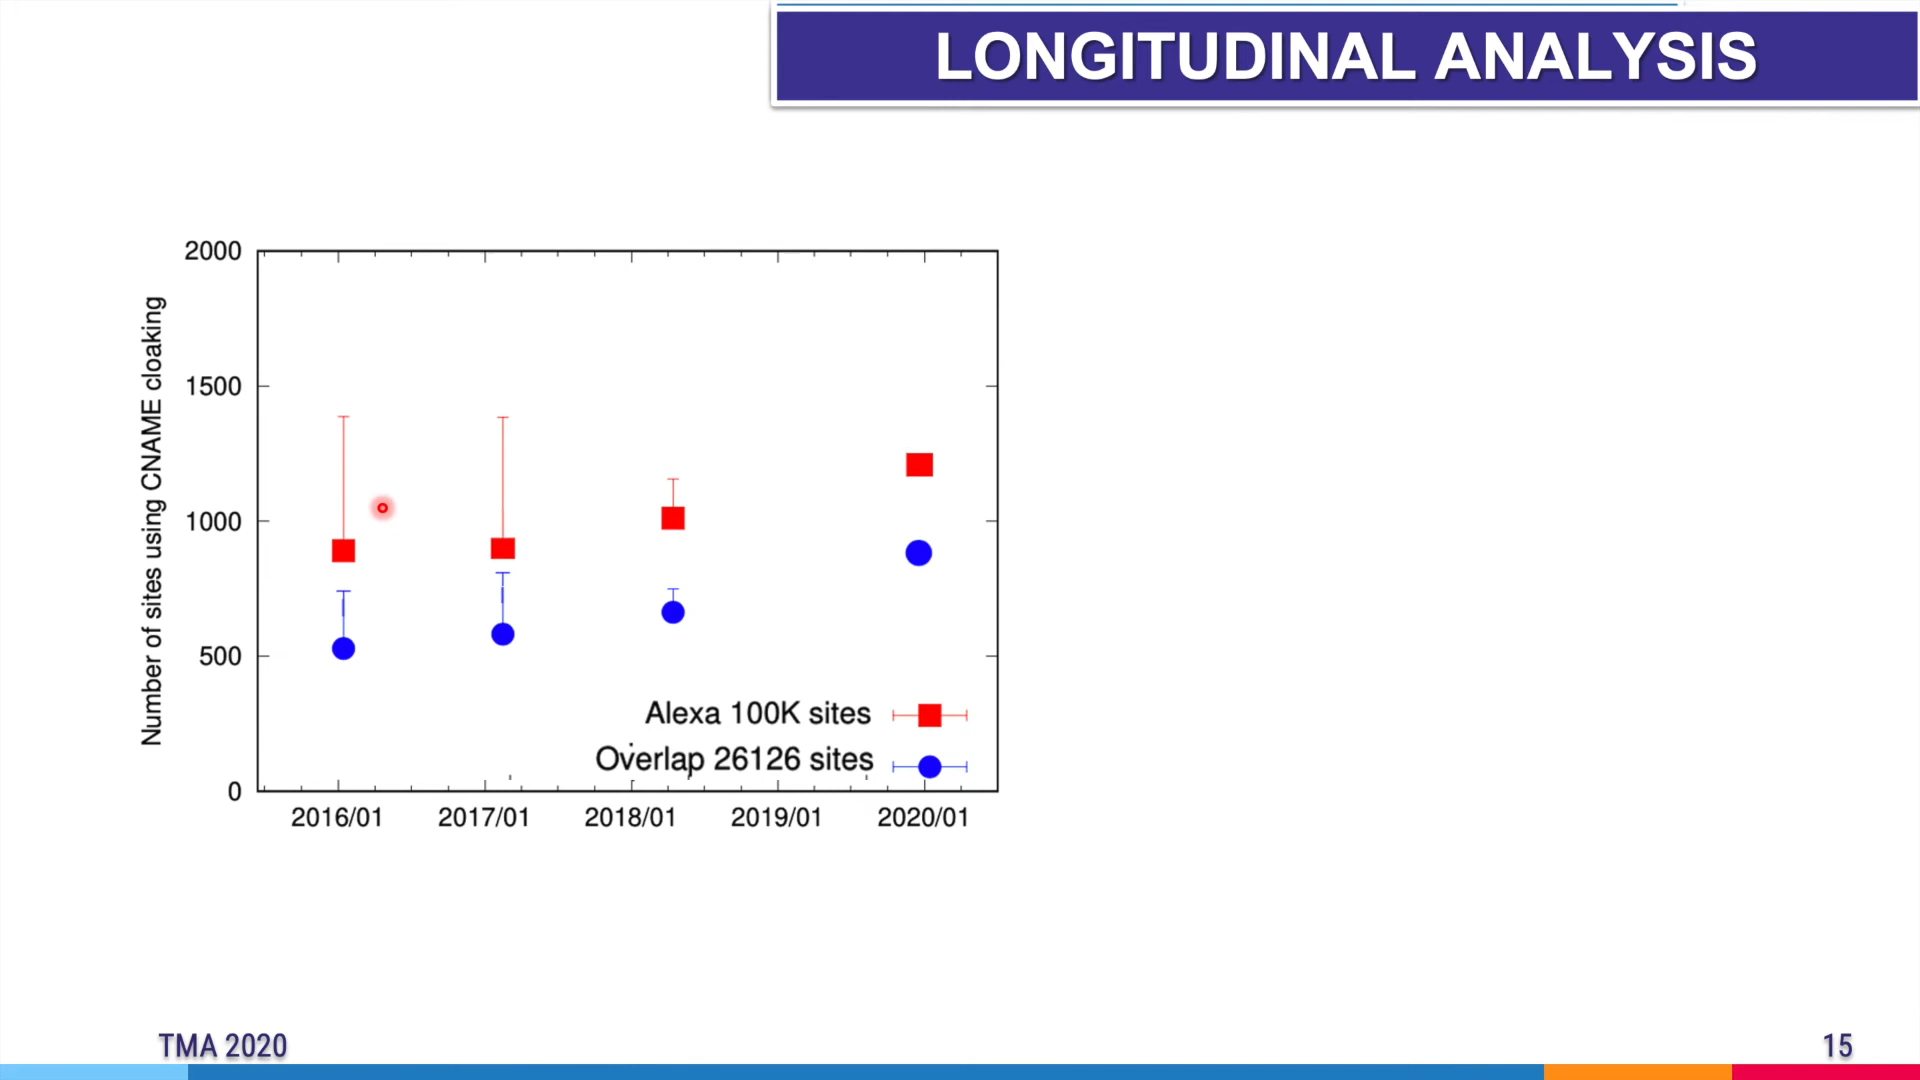 LONGITUDINAL ANALYSIS
Number of sites using CNAME cloaking
2000
1500
1000
500
0
2016/01 2017/01 2018/01 2019/01 2020/01
Alexa 100K sites
Overlap 26126 sites
TMA 2020
15